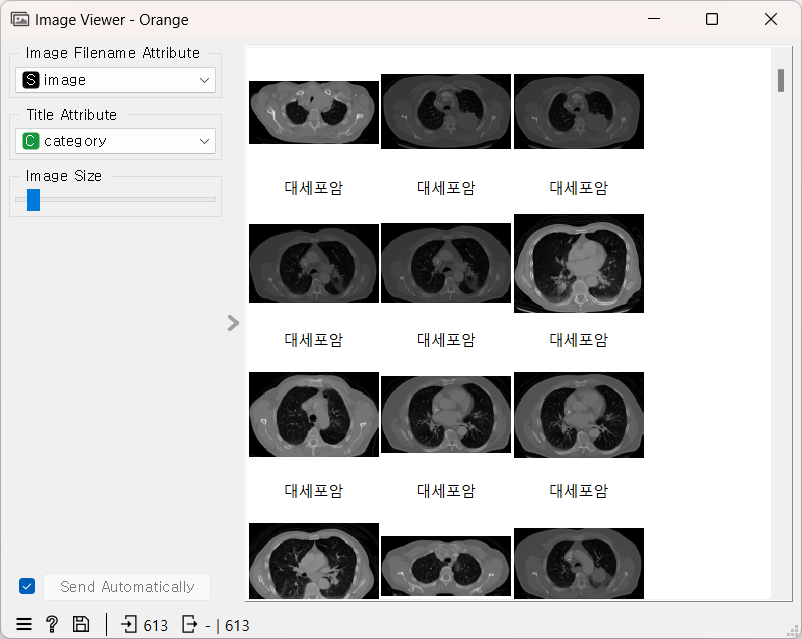 Image Viewer - Orange
Image Filename Attribute
S image
Title Attribute
C category
Image Size
대세포암 대세포암 대세포암
대세포암 대세포암 대세포암
대세포암 대세포암 대세포암
Send Automatically
? 613 - | 613